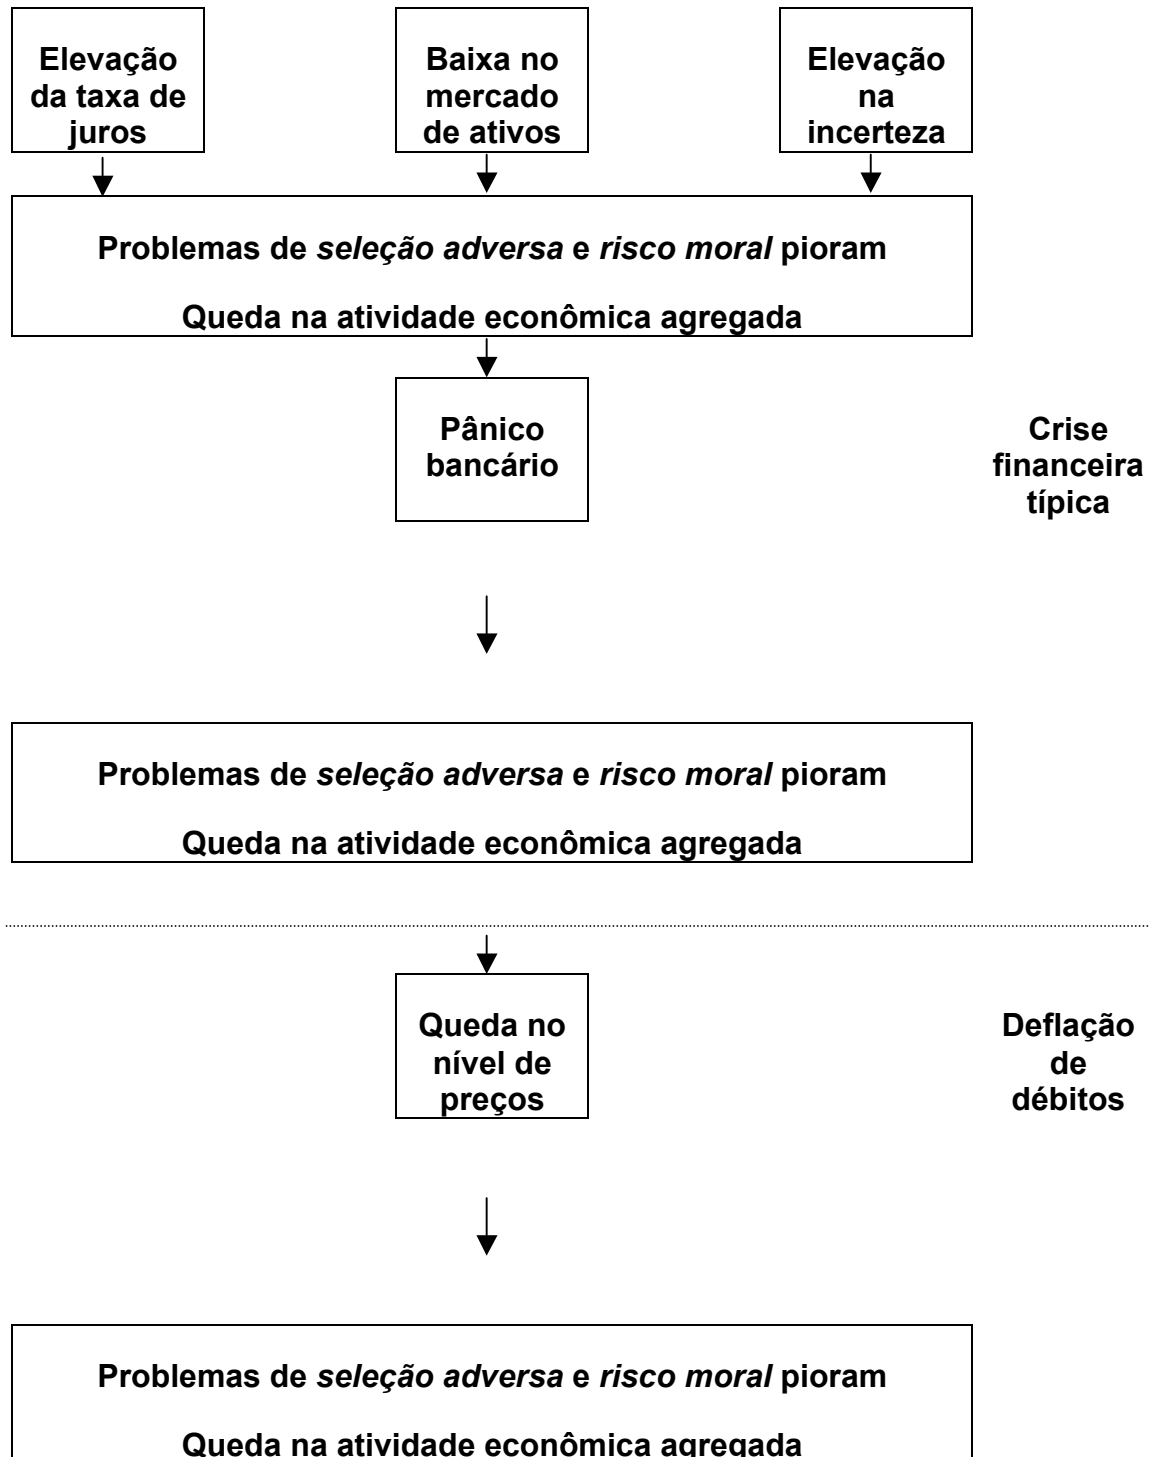 Elevação
da taxa de
juros
Baixa no
mercado
de ativos
Elevação
na
incerteza
Problemas de seleção adversa e risco moral pioram
Queda na atividade econômica agregada
Pânico
bancário
Crise
financeira
típica
Problemas de seleção adversa e risco moral pioram
Queda na atividade econômica agregada
Queda no
nível de
preços
Deflação
de
débitos
Problemas de seleção adversa e risco moral pioram
Queda na atividade econômica agregada